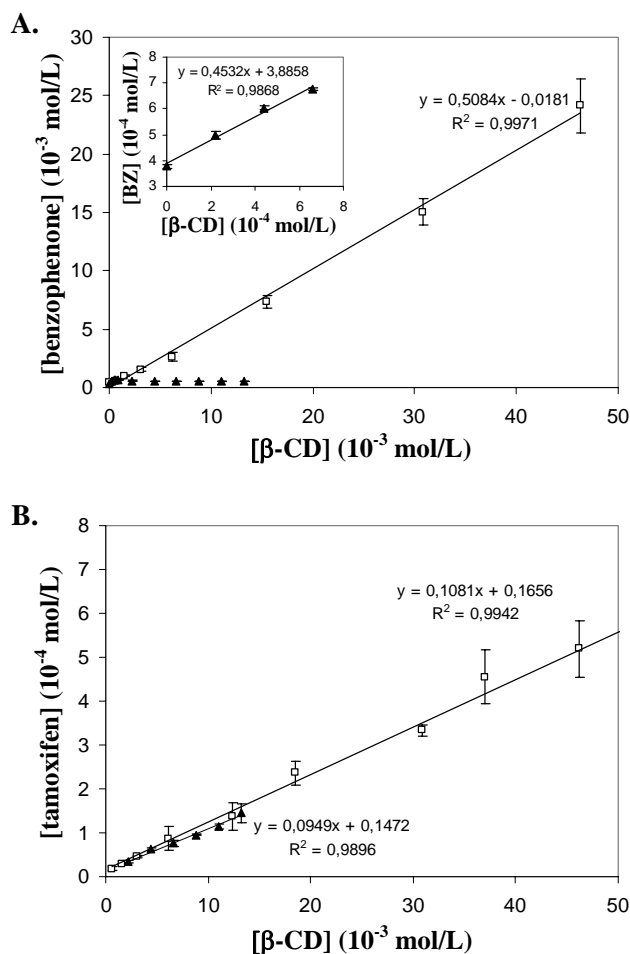 A.
30
25
20
15
10
5
0
[benzophenone] (10⁻³ mol/L)
8
7
6
5
4
3
[BZ] (10⁻⁴ mol/L)
y = 0,4532x + 3,8858
R² = 0,9868
0 2 4 6 8
[β-CD] (10⁻⁴ mol/L)
y = 0,5084x - 0,0181
R² = 0,9971
0 10 20 30 40 50
[β-CD] (10⁻³ mol/L)
B.
8
7
6
5
4
3
2
1
0
[tamoxifen] (10⁻⁴ mol/L)
y = 0,1081x + 0,1656
R² = 0,9942
y = 0,0949x + 0,1472
R² = 0,9896
0 10 20 30 40 50
[β-CD] (10⁻³ mol/L)